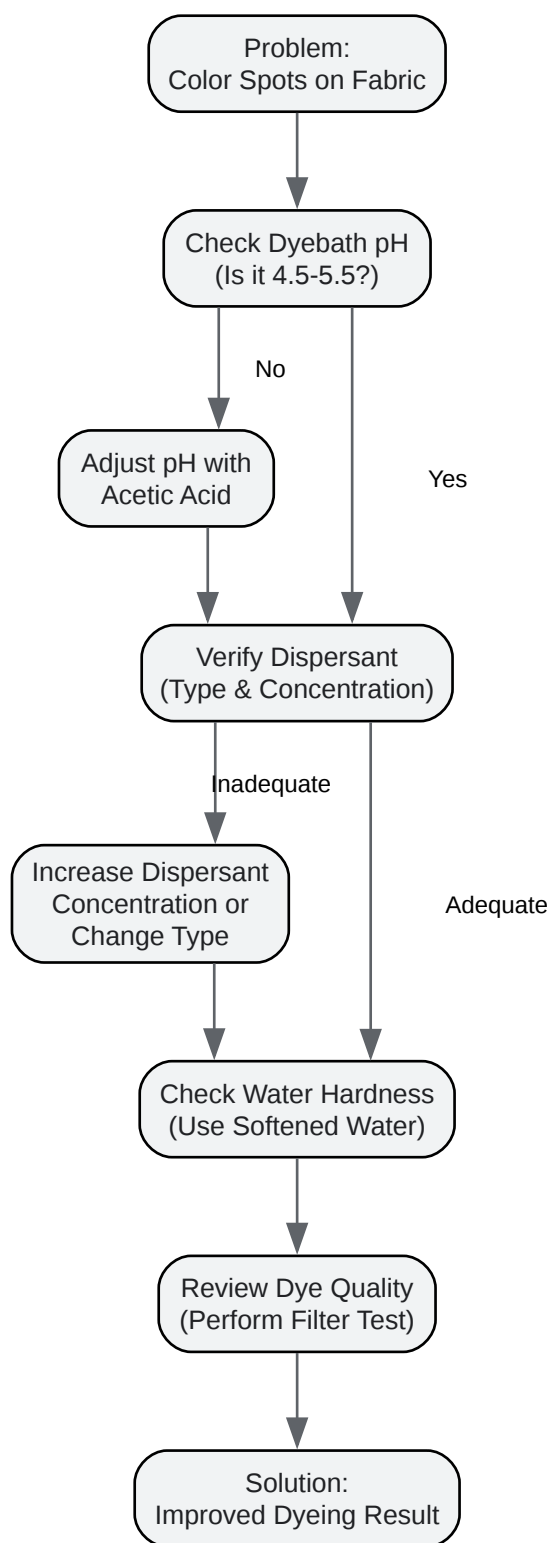 Problem:
Color Spots on Fabric
Check Dyebath pH
(Is it 4.5-5.5?)
No
Adjust pH with
Acetic Acid
Yes
Verify Dispersant
(Type & Concentration)
Inadequate
Increase Dispersant
Concentration or
Change Type
Adequate
Check Water Hardness
(Use Softened Water)
Review Dye Quality
(Perform Filter Test)
Solution:
Improved Dyeing Result